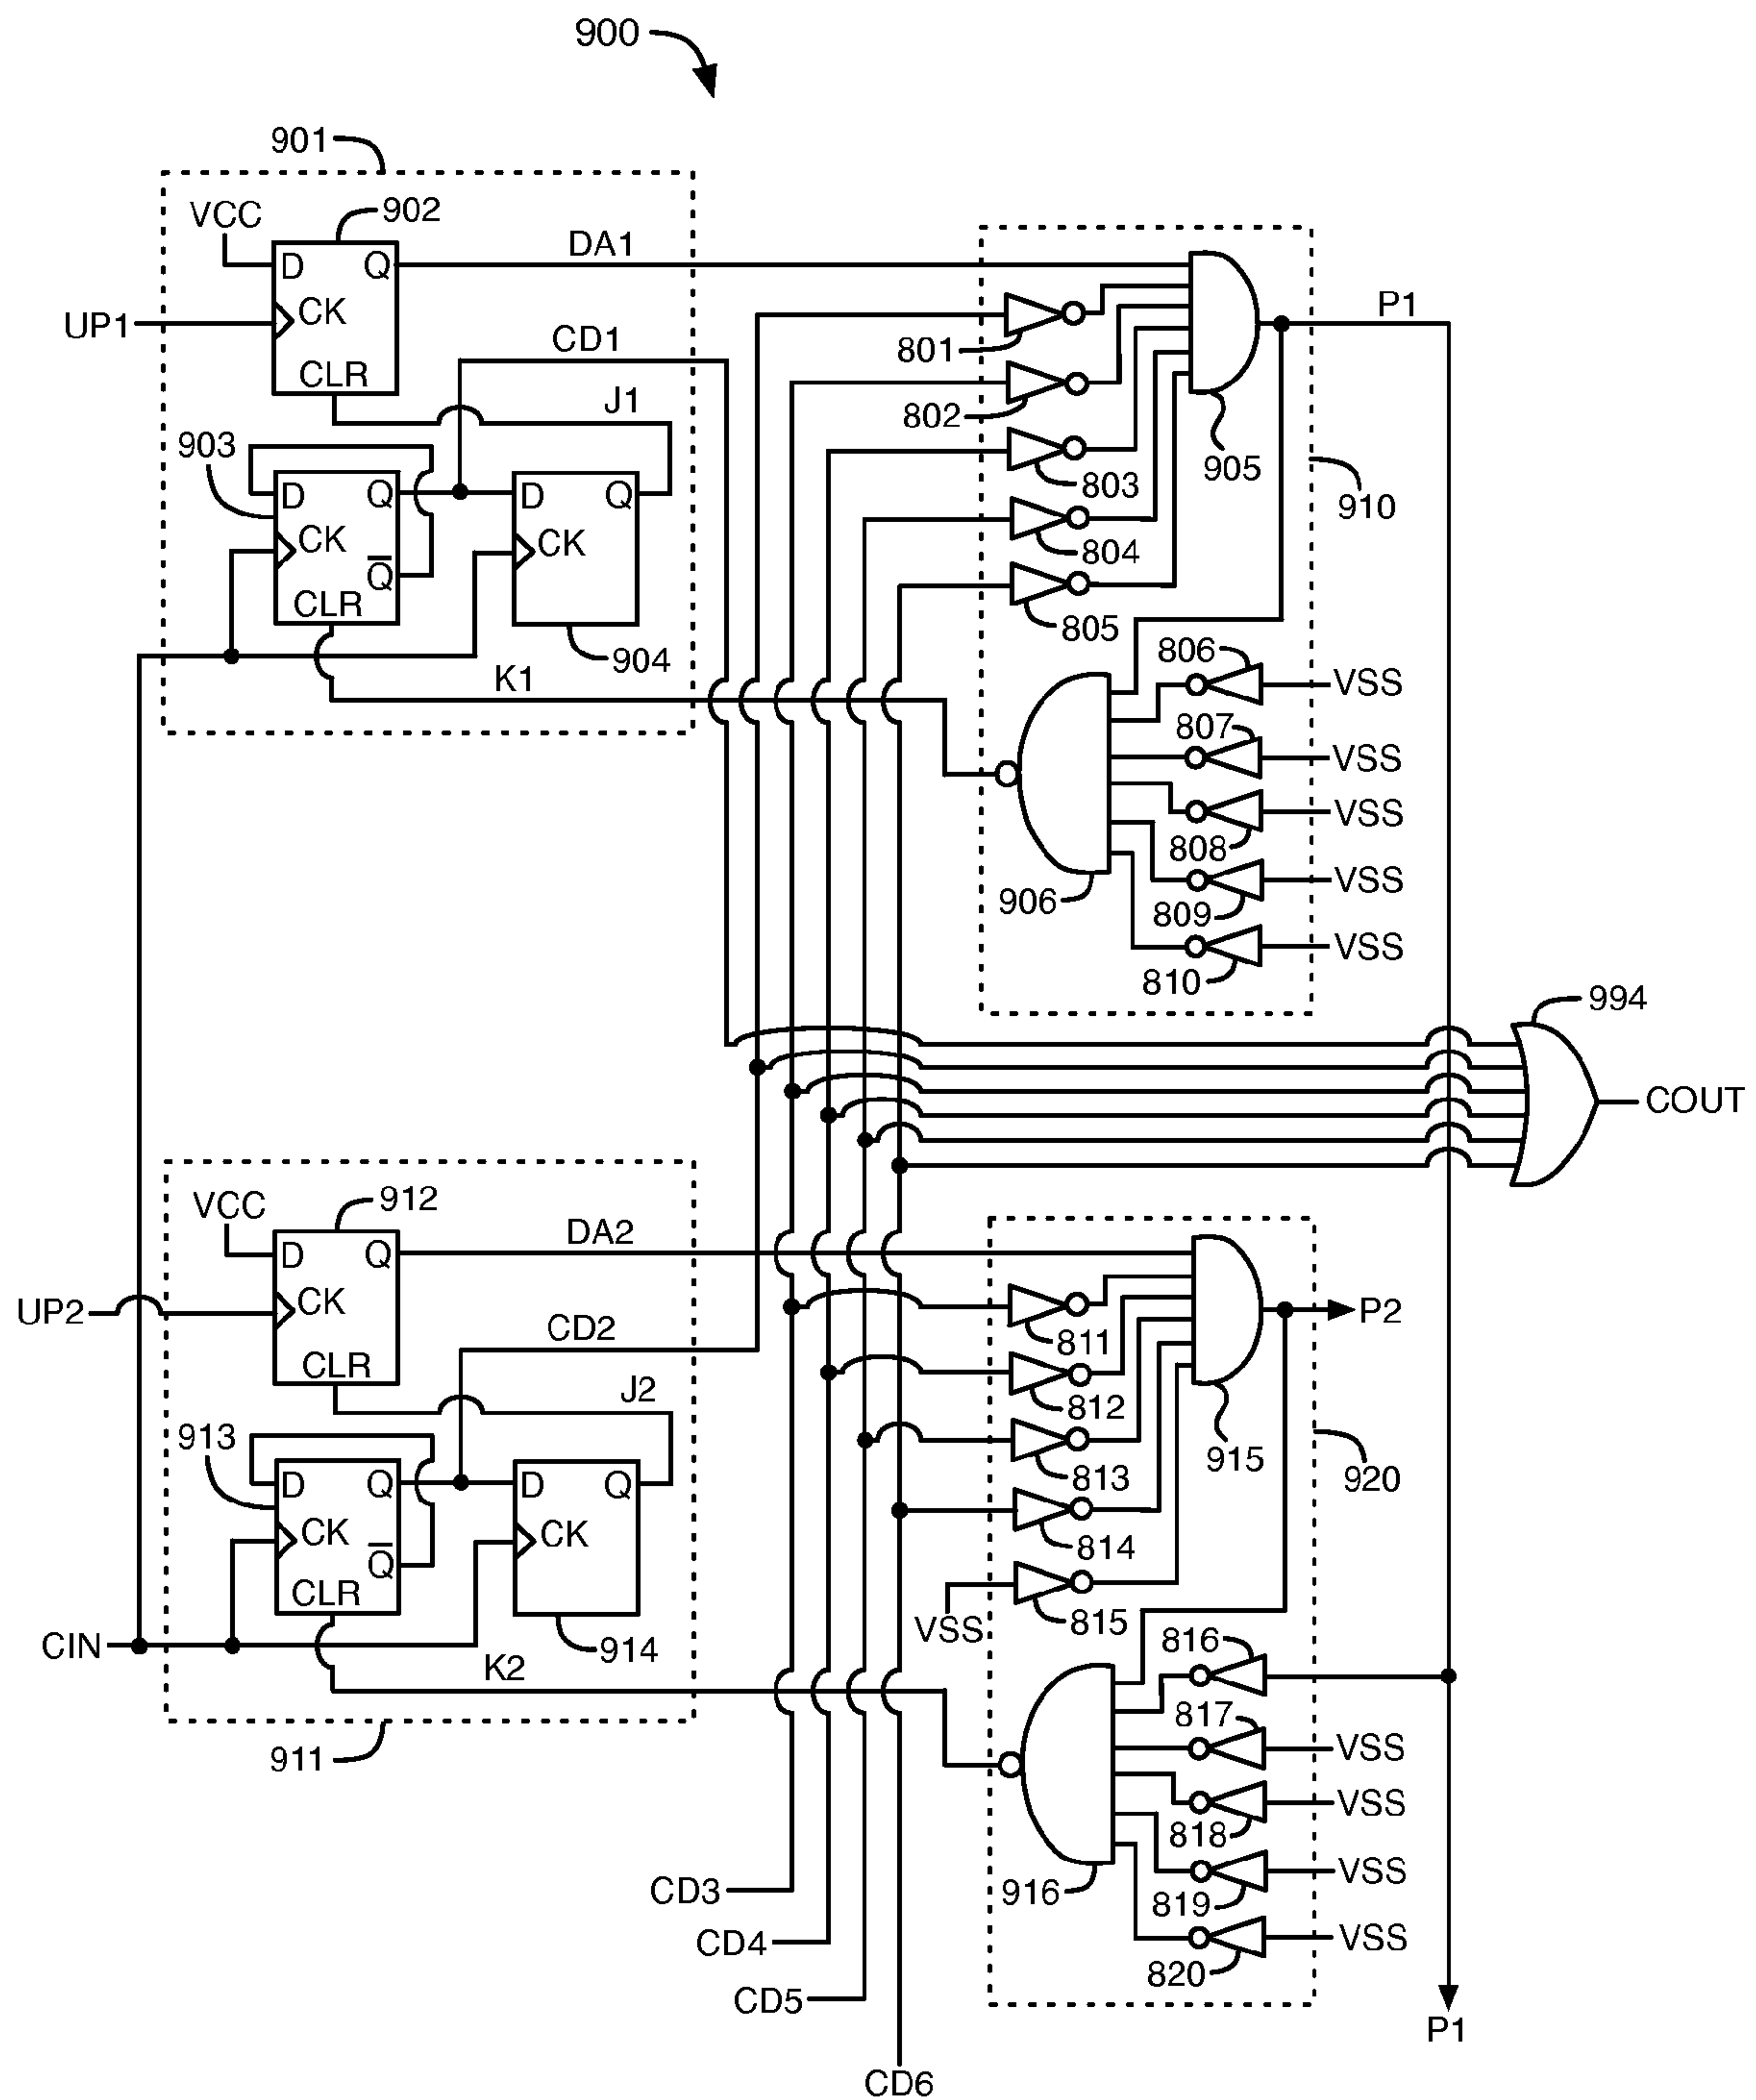 900
901
VCC
902
D Q
DA1
CK
UP1
CLR
CD1
J1
903
D Q
CK
Q
CLR
D Q
CK
904
K1
801
802
803
804
805
905
P1
910
806
VSS
807
VSS
808
VSS
809
VSS
810
VSS
906
994
COUT
VCC
912
D Q
DA2
CK
UP2
CLR
CD2
J2
913
D Q
CK
Q
CLR
D Q
CK
914
CIN
K2
911
811
812
813
814
815
VSS
915
P2
920
816
817
VSS
818
VSS
819
VSS
820
VSS
916
CD3
CD4
CD5
CD6
P1